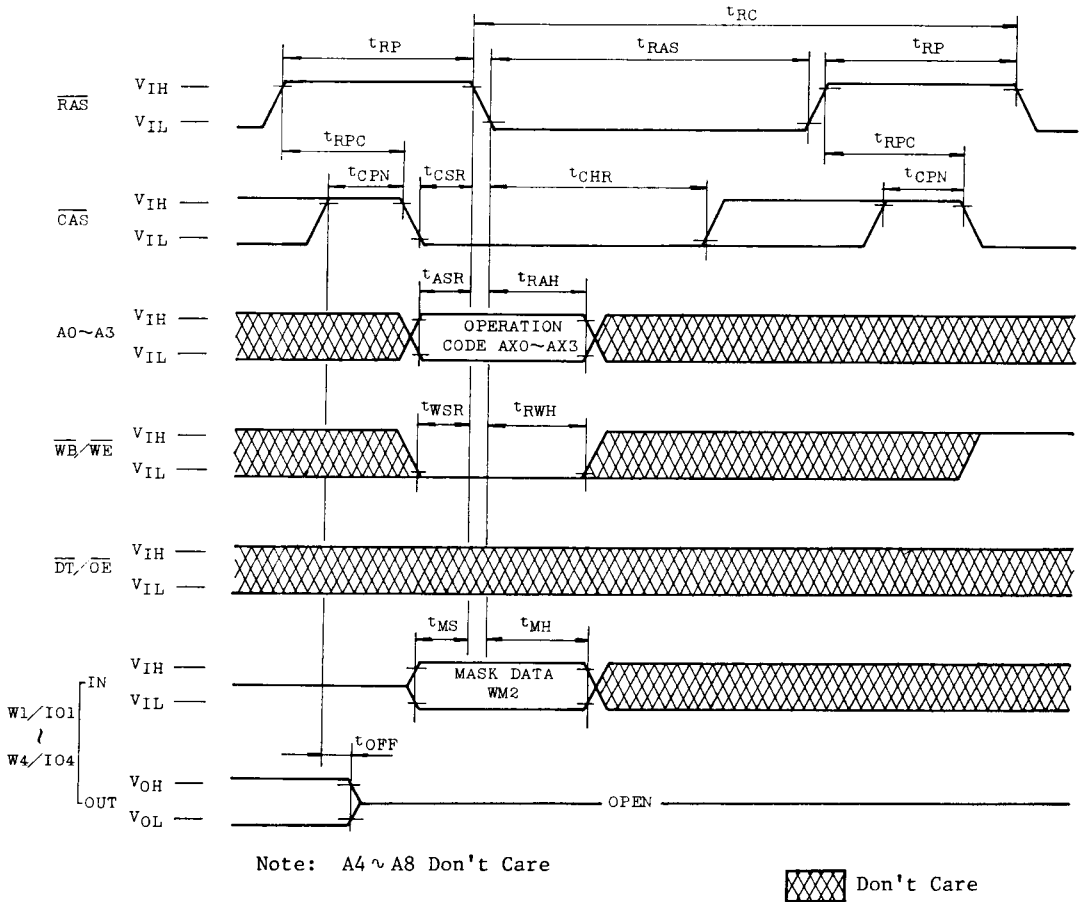 tRC
tRP
tRAS
tRP
RAS
VIH
VIL
tRPC
tRPC
tCPN
tCSR
tCHR
tCPN
CAS
VIH
VIL
tASR
tRAH
A0~A3
VIH
VIL
OPERATION
CODE AX0~AX3
tWSR
tRWH
WB/WE
VIH
VIL
DT/OE
VIH
VIL
tMS
tMH
VIH
VIL
IN
MASK DATA
WM2
W1/IO1
~
W4/IO4
tOFF
VOH
VOL
OUT
OPEN
Note: A4~A8 Don't Care
Don't Care